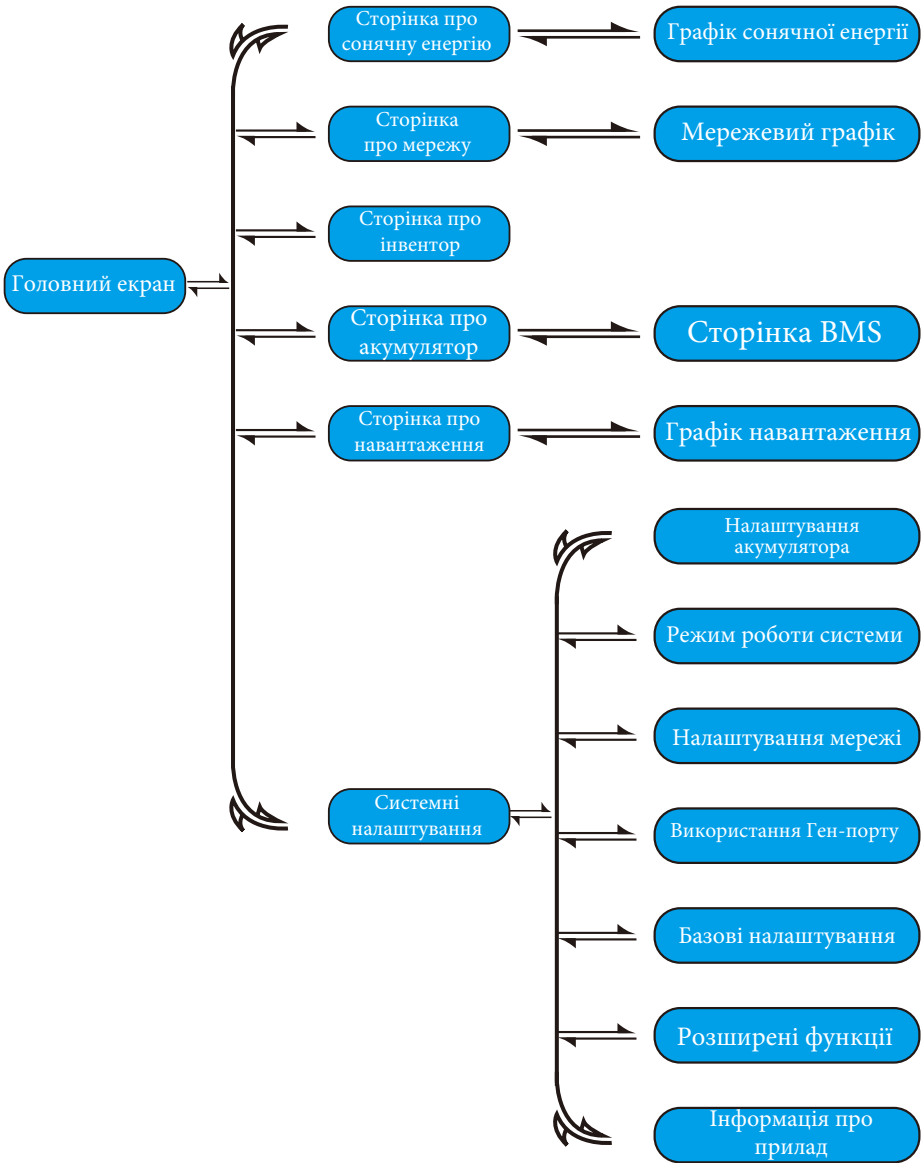 Сторінка про
сонячну енергію
Графік сонячної енергії
Сторінка
про мережу
Мережевий графік
Сторінка про
інвентор
Головний екран
Сторінка про
акумулятор
Сторінка BMS
Сторінка про
навантаження
Графік навантаження
Налаштування
акумулятора
Режим роботи системи
Налаштування мережі
Системні
налаштування
Використання Ген-порту
Базові налаштування
Розширені функції
Інформація про
прилад